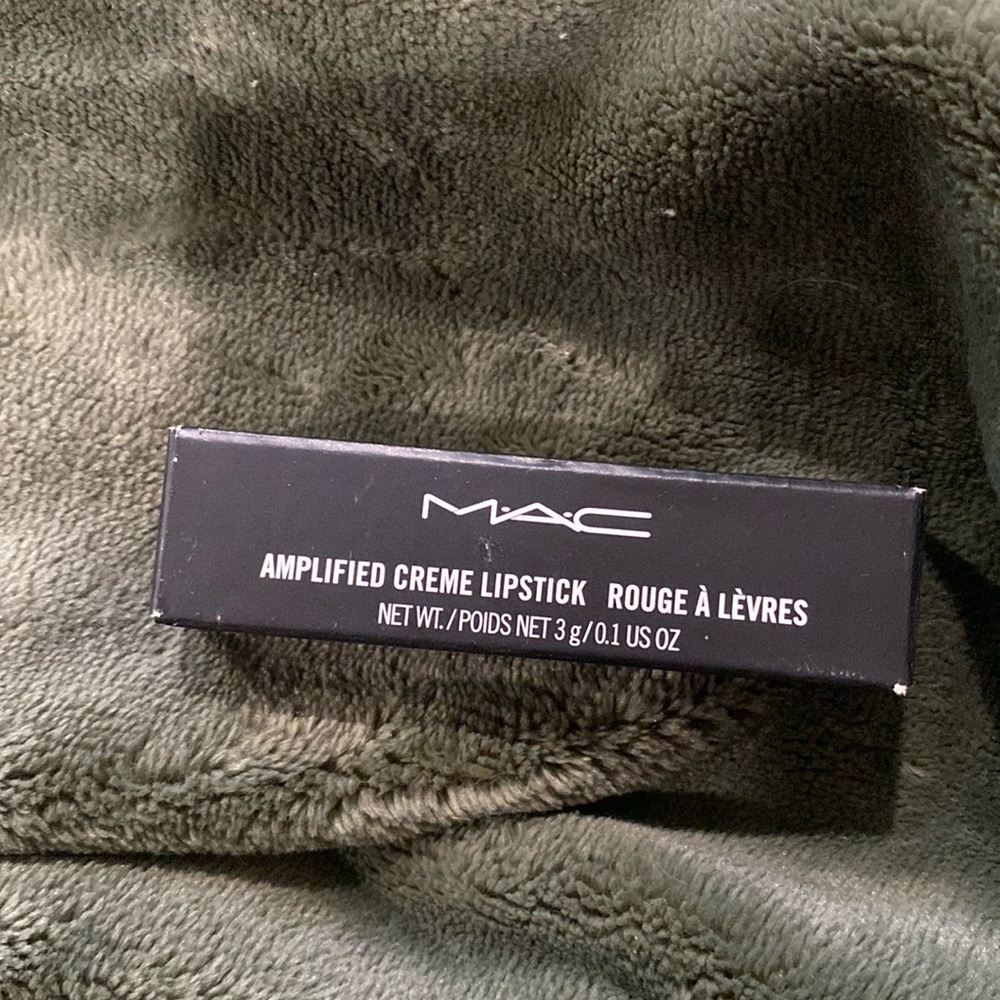 M·A·C
AMPLIFIED CREME LIPSTICK ROUGE À LÈVRES
NET WT./POIDS NET 3 g/0.1 US OZ